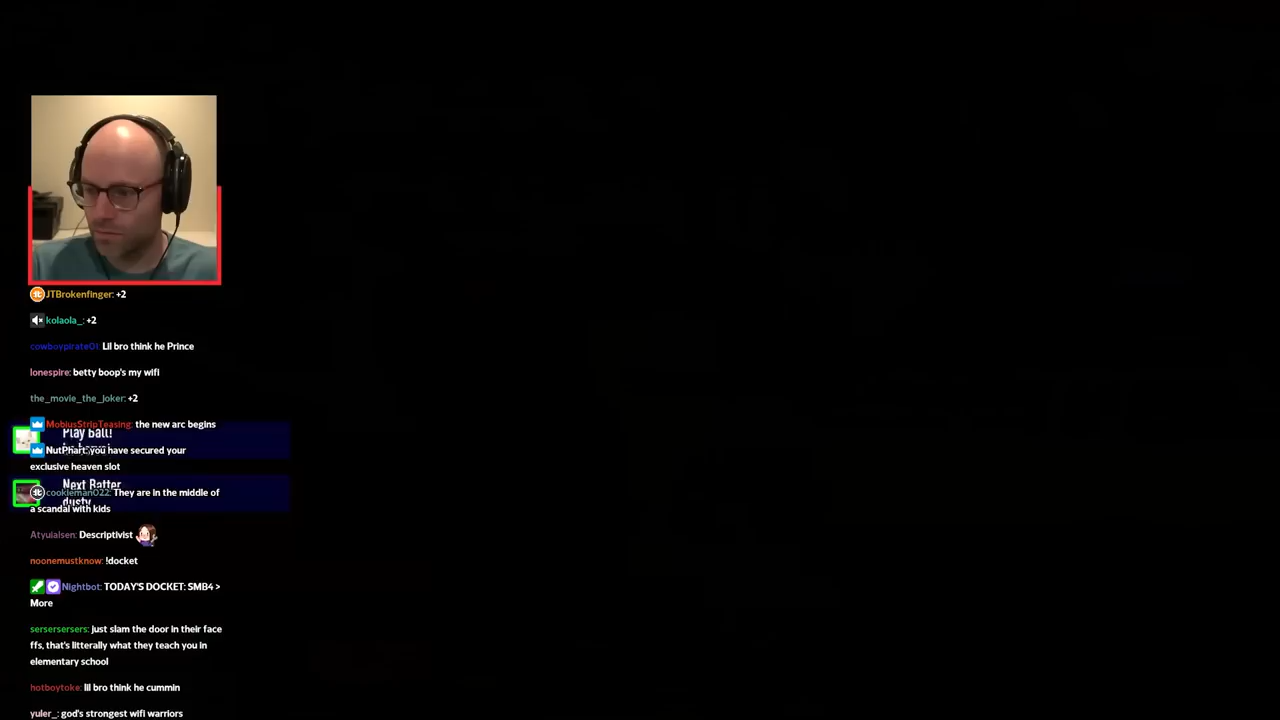 JTBrokenfinger: +2
kolaola_: +2
cowboypirate01: Lil bro think he Prince
lonespire: betty boop's my wifi
the_movie_the_joker: +2
MobiusStripTeasing: the new arc begins
Play ball!
NutPhart: you have secured your
exclusive heaven slot
Next Batter
cookieman022: They are in the middle of
dusty
a scandal with kids
Atyuialsen: Descriptivist
noonemustknow: !docket
Nightbot: TODAY'S DOCKET: SMB4 >
More
sersersersers: just slam the door in their face
ffs, that's litterally what they teach you in
elementary school
hotboytoke: lil bro think he cummin
yuler_: god's strongest wifi warriors